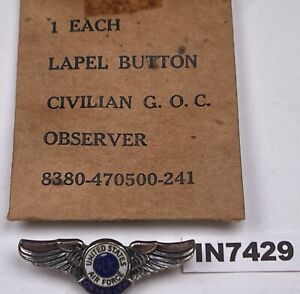 1 EACH
LAPEL BUTTON
CIVILIAN G. O. C.
OBSERVER
8380-470500-241
UNITED STATES
AIR FORCE
IN7429